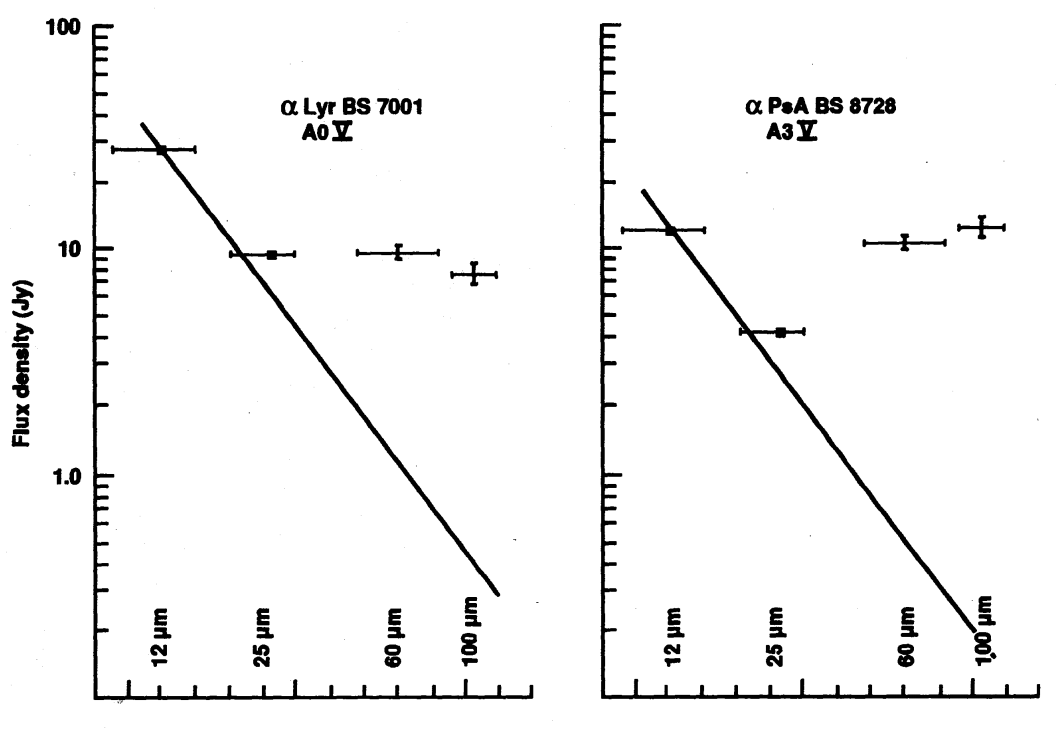 100
10
1.0
Flux density (Jy)
α Lyr BS 7001
A0 V
12 µm
25 µm
60 µm
100 µm
α PsA BS 8728
A3 V
12 µm
25 µm
60 µm
100 µm